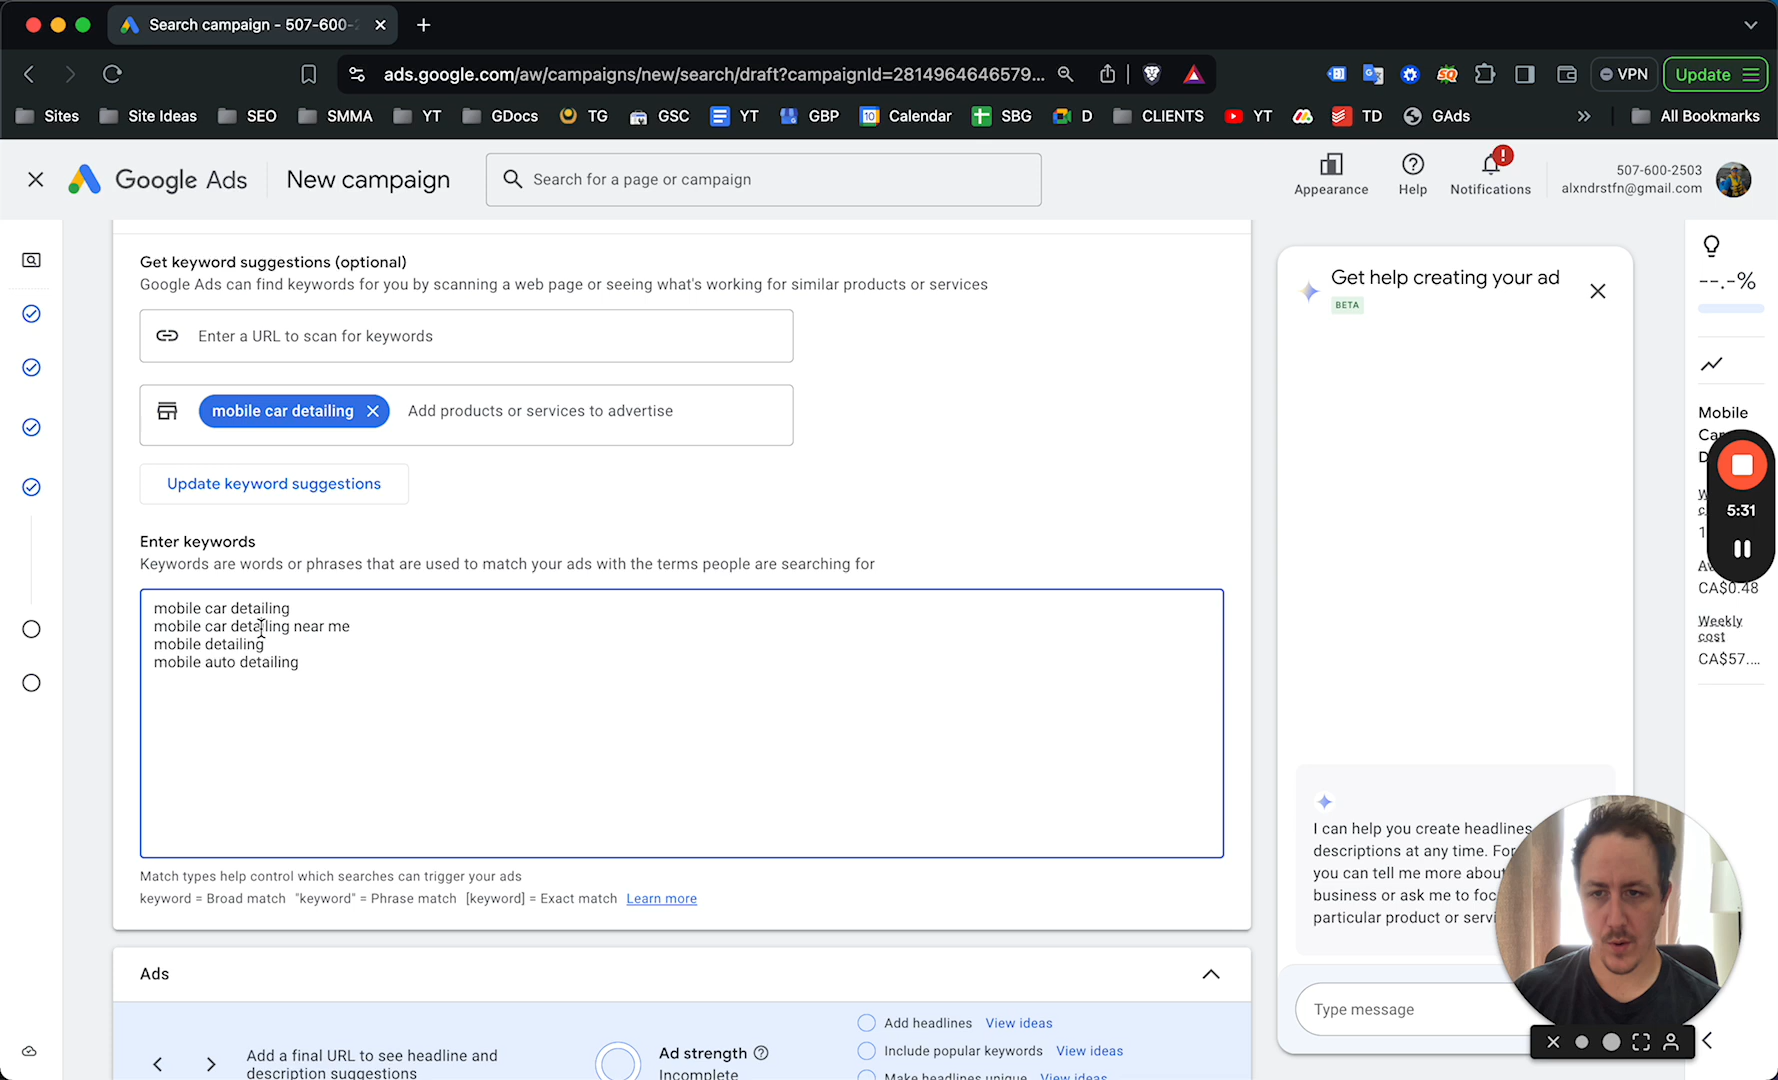 Search campaign - 507-600-
ads.google.com/aw/campaigns/new/search/draft?campaignId=2814964646579...
VPN
Update
Sites
Site Ideas
SEO
SMMA
YT
GDocs
TG
GSC
YT
GBP
Calendar
SBG
D
CLIENTS
YT
TD
GAds
All Bookmarks
Google Ads
New campaign
Search for a page or campaign
Appearance
Help
Notifications
507-600-2503
alxndrstfn@gmail.com
Get keyword suggestions (optional)
Google Ads can find keywords for you by scanning a web page or seeing what's working for similar products or services
Enter a URL to scan for keywords
mobile car detailing
Add products or services to advertise
Update keyword suggestions
Enter keywords
Keywords are words or phrases that are used to match your ads with the terms people are searching for
mobile car detailing
mobile car detailing near me
mobile detailing
mobile auto detailing
Match types help control which searches can trigger your ads
keyword = Broad match "keyword" = Phrase match [keyword] = Exact match Learn more
Ads
Add a final URL to see headline and
description suggestions
Ad strength
Incomplete
Add headlines View ideas
Include popular keywords View ideas
Make headlines unique View ideas
Get help creating your ad
BETA
I can help you create headlines
descriptions at any time. For
you can tell me more about
business or ask me to foc
particular product or servi
Type message
--.-%
Mobile
Car
5:31
CA$0.48
Weekly
cost
CA$57....